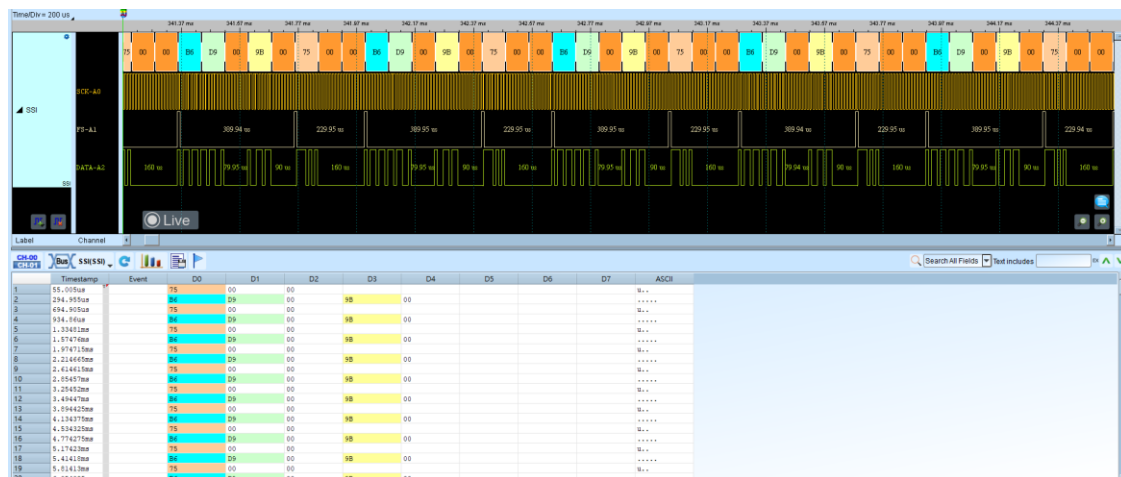 Time/Div= 200 us
341.37 ms 341.57 ms 341.77 ms 341.97 ms 342.17 ms 342.37 ms 342.57 ms 342.77 ms 342.97 ms 343.17 ms 343.37 ms 343.57 ms 343.77 ms 343.97 ms 344.17 ms 344.37 ms
75 00 00 B6 D9 00 9B 00 75 00 00 B6 D9 00 9B 00 75 00 00 B6 D9 00 9B 00 75 00 00 B6 D9 00 9B 00 75 00 00 B6 D9 00 9B 00 75 00 00
SCK-A0
SSI
FS-A1 389.94 us 229.95 us 389.95 us 229.95 us 389.95 us 229.95 us 389.94 us 229.95 us 389.95 us 229.94 us
DATA-A2 160 us 79.95 us 90 us 160 us 79.95 us 90 us 160 us 79.95 us 90 us 160 us 79.94 us 90 us 160 us 79.95 us 90 us 160 us
SSI
Live
Label Channel
CH-00 CH-01 Bus SSI(SSI) Search All Fields Text includes
Timestamp Event D0 D1 D2 D3 D4 D5 D6 D7 ASCII
1 55.005us 75 00 00 u..
2 294.955us B6 D9 00 9B 00 .....
3 694.905us 75 00 00 u..
4 934.86us B6 D9 00 9B 00 .....
5 1.33481ms 75 00 00 u..
6 1.57476ms B6 D9 00 9B 00 .....
7 1.974715ms 75 00 00 u..
8 2.214665ms B6 D9 00 9B 00 .....
9 2.614615ms 75 00 00 u..
10 2.85457ms B6 D9 00 9B 00 .....
11 3.25452ms 75 00 00 u..
12 3.49447ms B6 D9 00 9B 00 .....
13 3.894425ms 75 00 00 u..
14 4.134375ms B6 D9 00 9B 00 .....
15 4.534325ms 75 00 00 u..
16 4.774275ms B6 D9 00 9B 00 .....
17 5.17423ms 75 00 00 u..
18 5.41418ms B6 D9 00 9B 00 .....
19 5.81413ms 75 00 00 u..